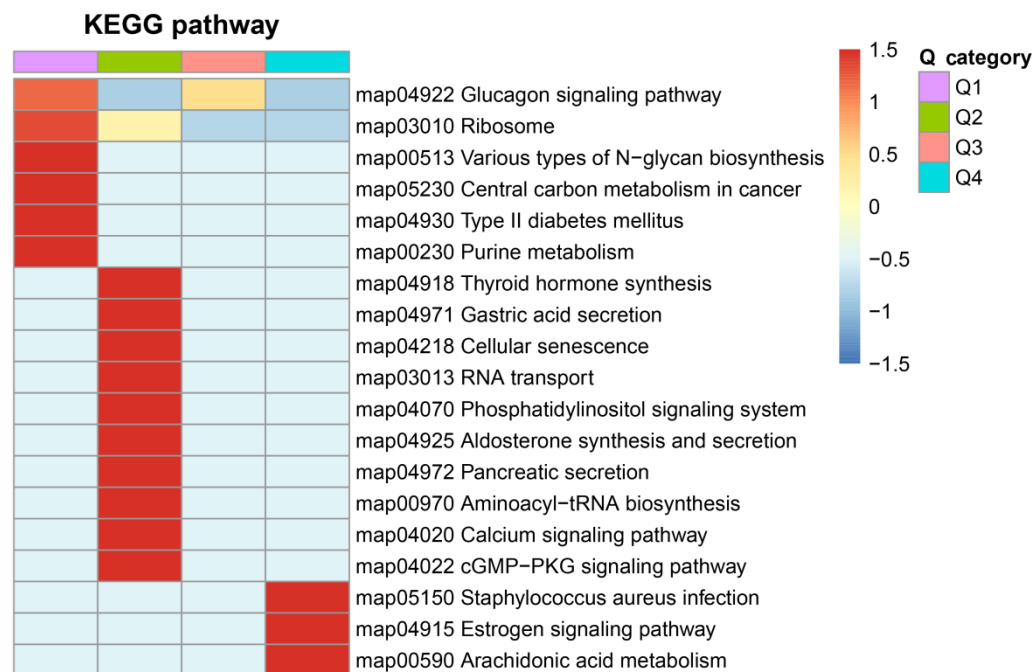 KEGG pathway
map04922 Glucagon signaling pathway
map03010 Ribosome
map00513 Various types of N−glycan biosynthesis
map05230 Central carbon metabolism in cancer
map04930 Type II diabetes mellitus
map00230 Purine metabolism
map04918 Thyroid hormone synthesis
map04971 Gastric acid secretion
map04218 Cellular senescence
map03013 RNA transport
map04070 Phosphatidylinositol signaling system
map04925 Aldosterone synthesis and secretion
map04972 Pancreatic secretion
map00970 Aminoacyl−tRNA biosynthesis
map04020 Calcium signaling pathway
map04022 cGMP−PKG signaling pathway
map05150 Staphylococcus aureus infection
map04915 Estrogen signaling pathway
map00590 Arachidonic acid metabolism
1.5
1
0.5
0
−0.5
−1
−1.5
Q category
Q1
Q2
Q3
Q4